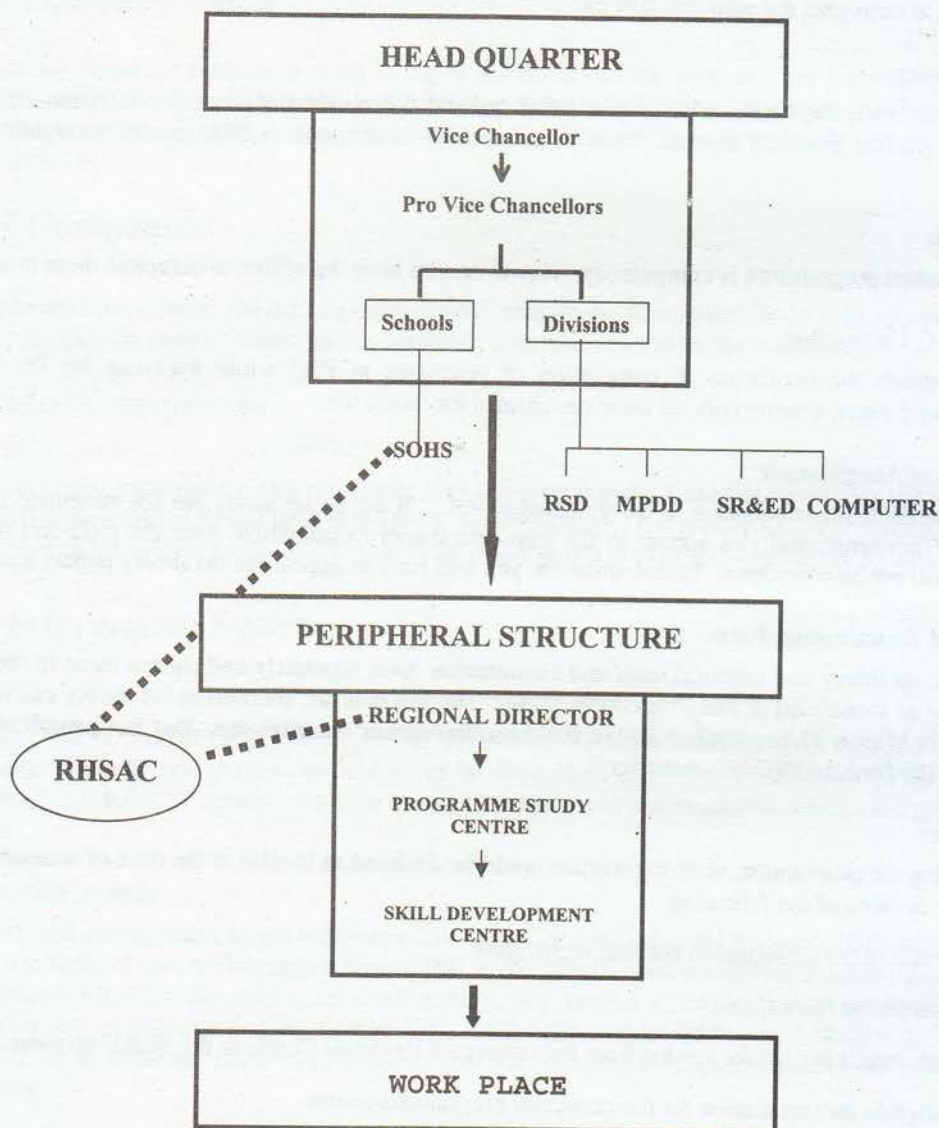 HEAD QUARTER
Vice Chancellor
Pro Vice Chancellors
Schools
Divisions
SOHS
RSD MPDD SR&ED COMPUTER
PERIPHERAL STRUCTURE
REGIONAL DIRECTOR
RHSAC
PROGRAMME STUDY
CENTRE
SKILL DEVELOPMENT
CENTRE
WORK PLACE